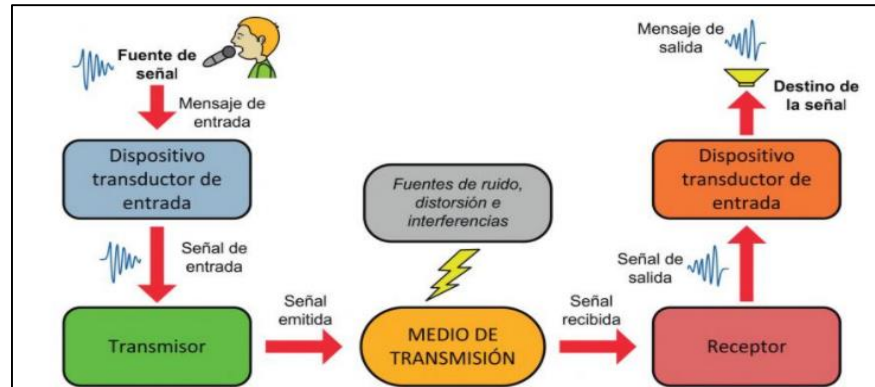 Fuente de
señal
Mensaje de
entrada
Dispositivo
transductor de
entrada
Señal de
entrada
Transmisor
Señal
emitida
Fuentes de ruido,
distorsión e
interferencias
MEDIO DE
TRANSMISIÓN
Señal
recibida
Receptor
Señal de
salida
Dispositivo
transductor de
entrada
Mensaje de
salida
Destino de
la señal